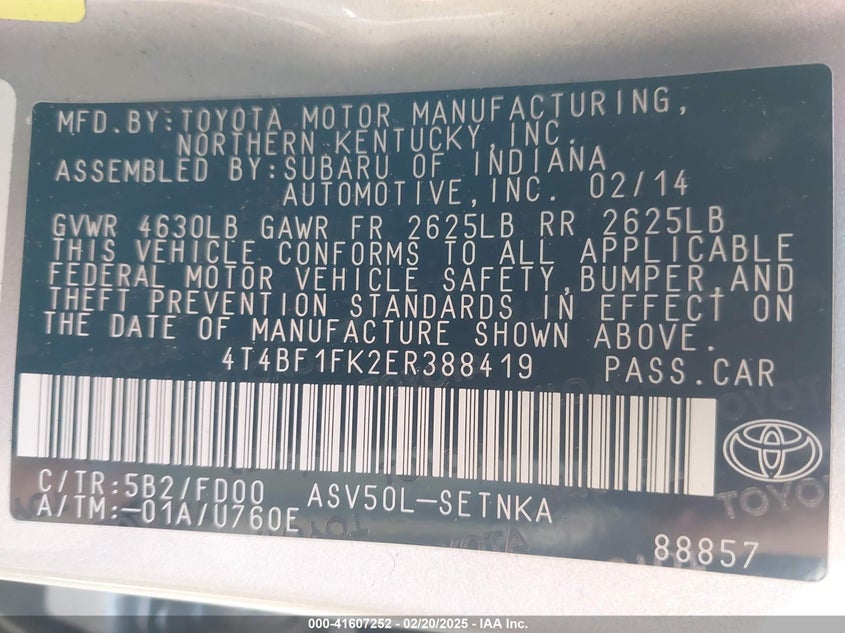 MFD.BY:TOYOTA MOTOR MANUFACTURING,
NORTHERN KENTUCKY,INC.
ASSEMBLED BY:SUBARU OF INDIANA
AUTOMOTIVE,INC. 02/14
GVWR 4630LB GAWR FR 2625LB RR 2625LB
THIS VEHICLE CONFORMS TO ALL APPLICABLE
FEDERAL MOTOR VEHICLE SAFETY,BUMPER,AND
THEFT PREVENTION STANDARDS IN EFFECT ON
THE DATE OF MANUFACTURE SHOWN ABOVE.
4T4BF1FK2ER388419 PASS.CAR
TOYOTA
C/TR:5B2/FD00 ASV50L-SETNKA
A/TM:-01A/U760E
88857
000-41607252 - 02/20/2025 - IAA Inc.